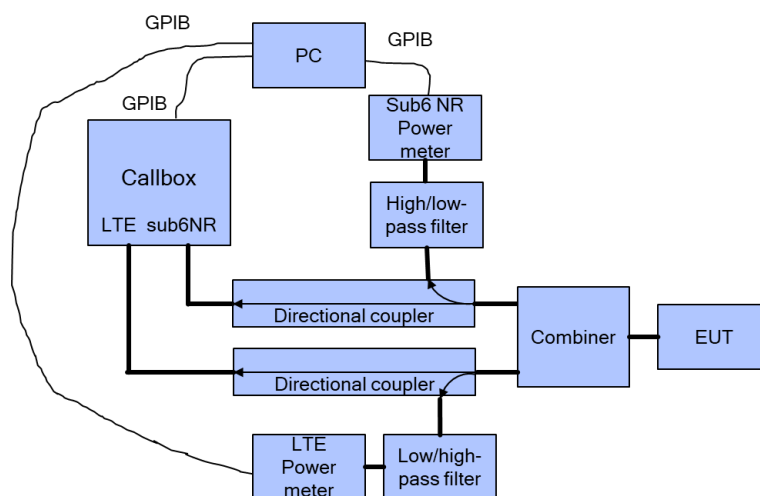 GPIB
PC
GPIB
GPIB
Sub6 NR
Power
meter
Callbox
LTE sub6NR
High/low-
pass filter
Directional coupler
Combiner
EUT
Directional coupler
LTE
Power
meter
Low/high-
pass filter